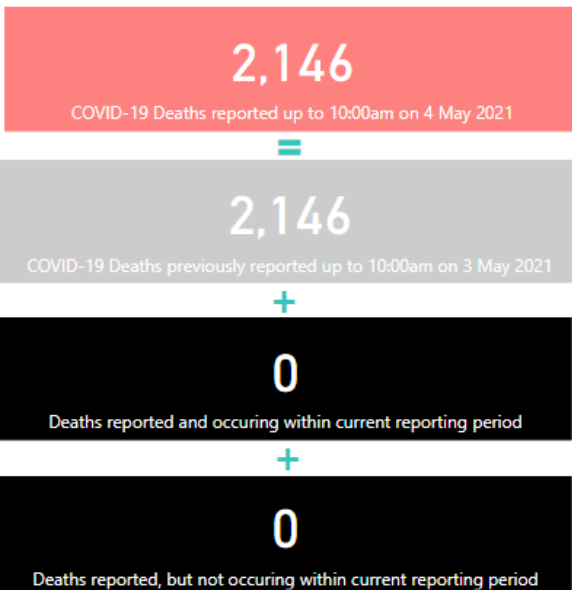 2,146
COVID-19 Deaths reported up to 10:00am on 4 May 2021
=
2,146
COVID-19 Deaths previously reported up to 10:00am on 3 May 2021
+
0
Deaths reported and occuring within current reporting period
+
0
Deaths reported, but not occuring within current reporting period